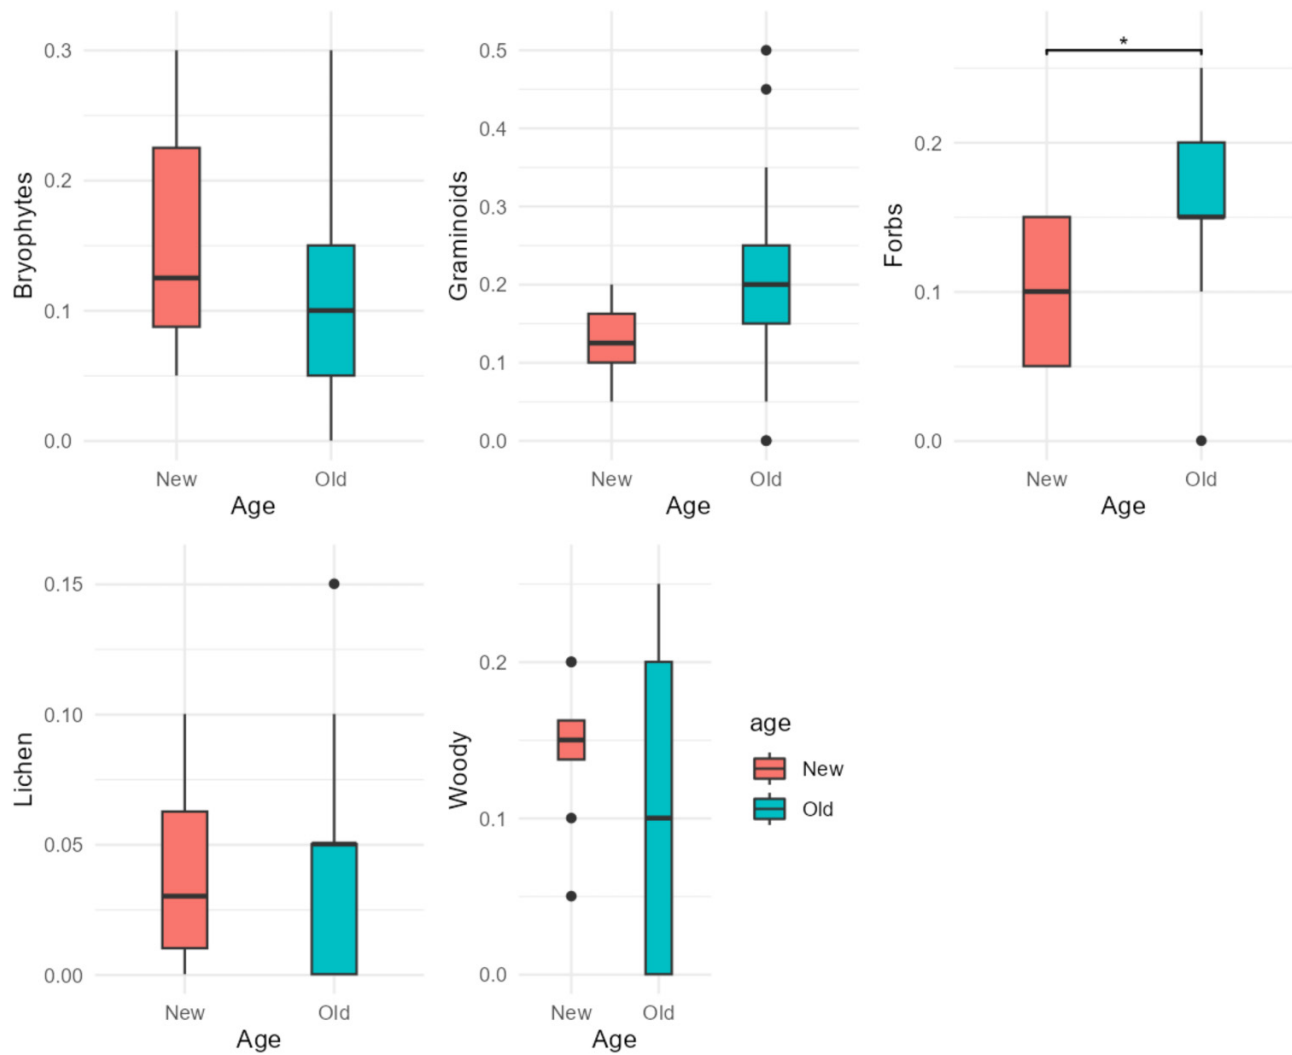 Bryophytes
0.3
0.2
0.1
0.0
New Old
Age
Graminoids
0.5
0.4
0.3
0.2
0.1
0.0
New Old
Age
Forbs
*
0.2
0.1
0.0
New Old
Age
Lichen
0.15
0.10
0.05
0.00
New Old
Age
Woody
0.2
0.1
0.0
New Old
Age
age
New
Old